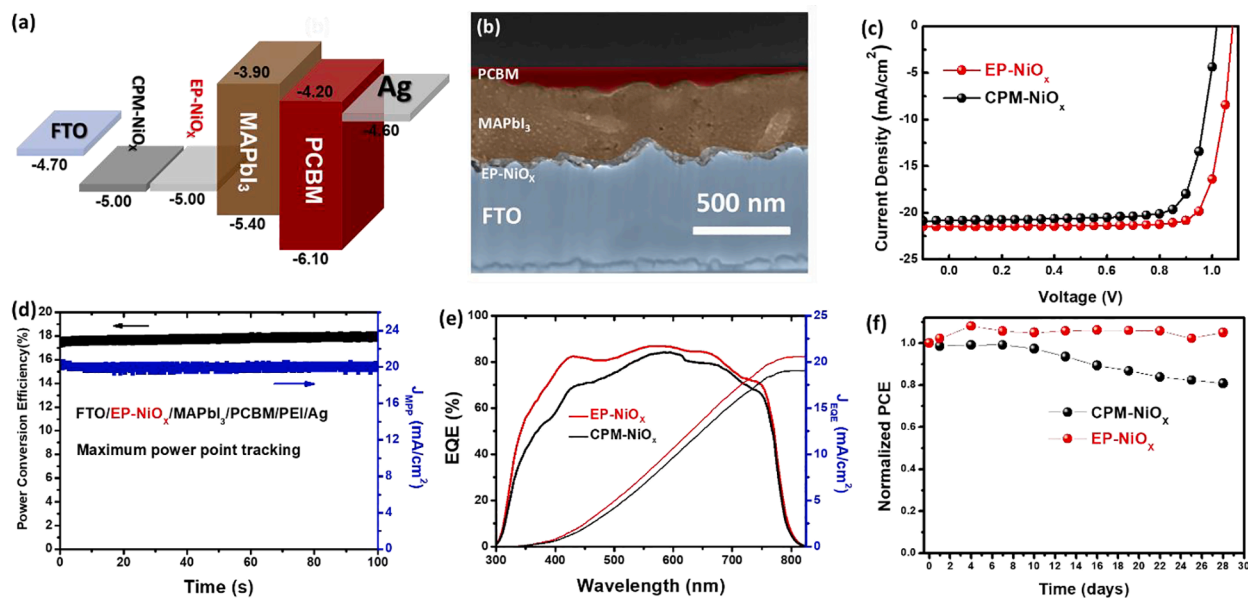 (a)
FTO
-4.70
CPM-NiOx
-5.00
EP-NiOx
-5.00
-3.90
MAPbI3
-5.40
-4.20
PCBM
-6.10
Ag
-4.60
(b)
PCBM
MAPbI3
EP-NiOx
FTO
500 nm
(c)
EP-NiOx
CPM-NiOx
Current Density (mA/cm2)
0
-5
-10
-15
-20
-25
0.0 0.2 0.4 0.6 0.8 1.0
Voltage (V)
(d)
Power Conversion Efficiency(%)
20
18
16
14
12
10
8
6
4
2
0
24
20
16
12
8
4
0
JMPP (mA/cm2)
FTO/EP-NiOx/MAPbI3/PCBM/PEI/Ag
Maximum power point tracking
0 20 40 60 80 100
Time (s)
(e)
EQE (%)
100
80
60
40
20
0
25
20
15
10
5
0
JEQE (mA/cm2)
EP-NiOx
CPM-NiOx
300 400 500 600 700 800
Wavelength (nm)
(f)
Normalized PCE
1.0
0.8
0.6
0.4
0.2
0.0
CPM-NiOx
EP-NiOx
0 2 4 6 8 10 12 14 16 18 20 22 24 26 28 30
Time (days)